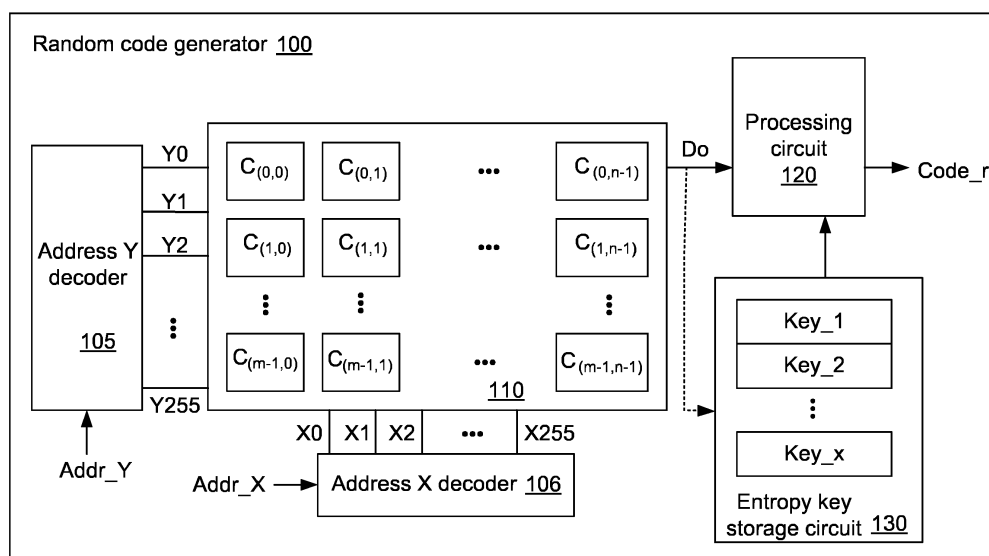 Random code generator 100
Address Y
decoder
105
Addr_Y
Y0
Y1
Y2
⋮
Y255
C(0,0) C(0,1) ••• C(0,n-1)
C(1,0) C(1,1) ••• C(1,n-1)
⋮ ⋮ ⋮
C(m-1,0) C(m-1,1) ••• C(m-1,n-1)
110
X0 X1 X2 ••• X255
Addr_X
Address X decoder 106
Do
Processing
circuit
120
Code_r
Key_1
Key_2
⋮
Key_x
Entropy key
storage circuit 130